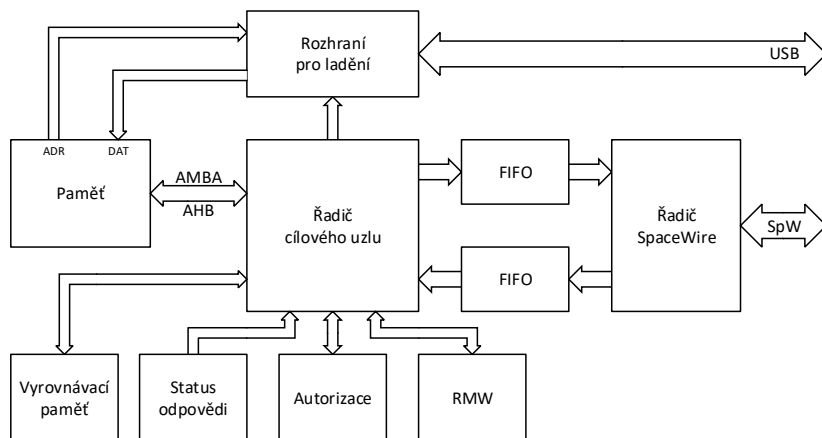 Rozhraní
pro ladění
USB
ADR
DAT
Paměť
AMBA
AHB
Řadič
cílového uzlu
FIFO
FIFO
Řadič
SpaceWire
SpW
Vyrovnávací
paměť
Status
odpovědi
Autorizace
RMW